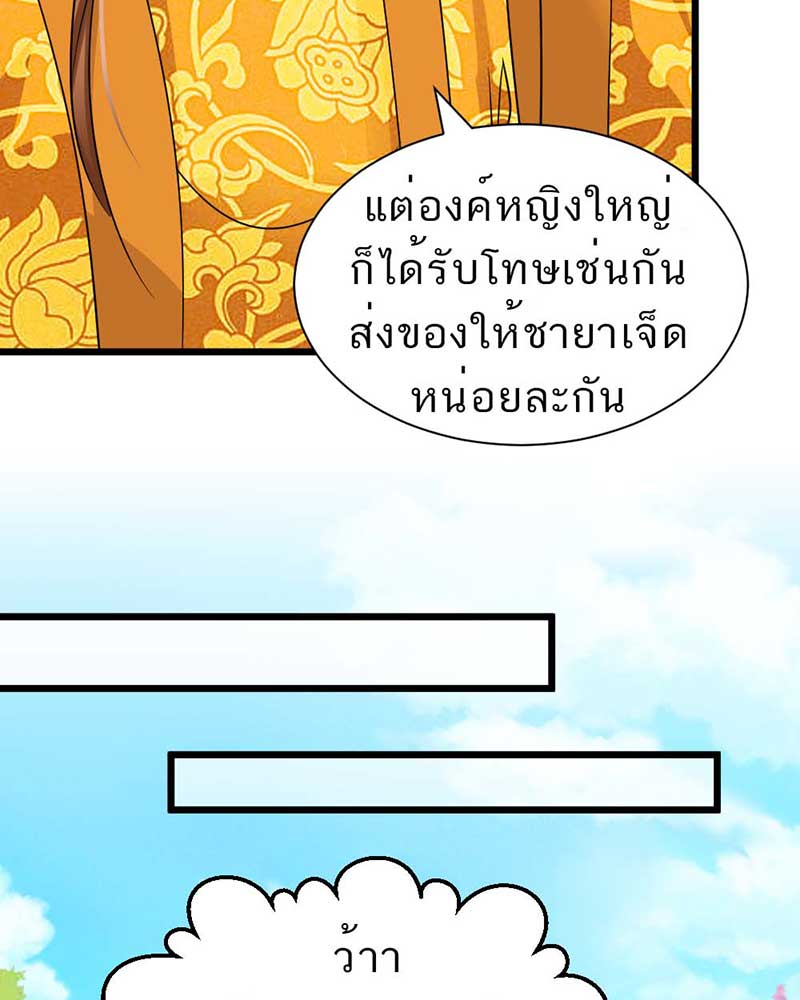 แต่องค์หญิงใหญ่
ก็ได้รับโทษเช่นกัน
ส่งของให้ชายาเจ็ด
หน่อยละกัน
ว้าา